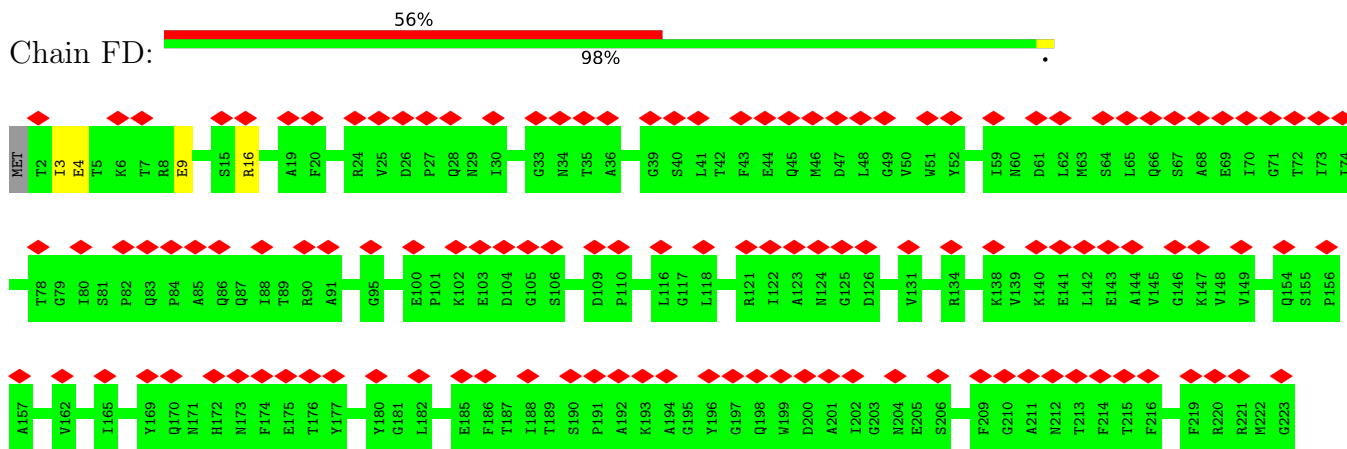 56%
Chain FD:
98%
.
MET T2 I3 E4 T5 K6 T7 R8 E9 S15 R16 A19 F20 R24 V25 D26 P27 Q28 N29 I30 G33 N34 T35 A36 G39 S40 L41 T42 F43 E44 Q45 M46 D47 L48 G49 V50 W51 Y52 I59 N60 D61 L62 M63 S64 L65 Q66 S67 A68 E69 I70 G71 T72 I73 I74
T78 G79 I80 S81 P82 Q83 P84 A85 Q86 Q87 I88 T89 R90 A91 G95 E100 P101 K102 E103 D104 G105 S106 D109 P110 L116 G117 L118 R121 I122 A123 N124 G125 D126 V131 R134 K138 V139 K140 E141 L142 E143 A144 V145 G146 K147 V148 V149 Q154 S155 P156
A157 V162 I165 Y169 Q170 N171 H172 N173 F174 E175 T176 Y177 Y180 G181 L182 E185 F186 T187 I188 T189 S190 P191 A192 K193 A194 G195 Y196 G197 Q198 W199 D200 A201 I202 G203 N204 E205 S206 F209 G210 A211 N212 T213 F214 T215 F216 F219 R220 R221 M222 G223